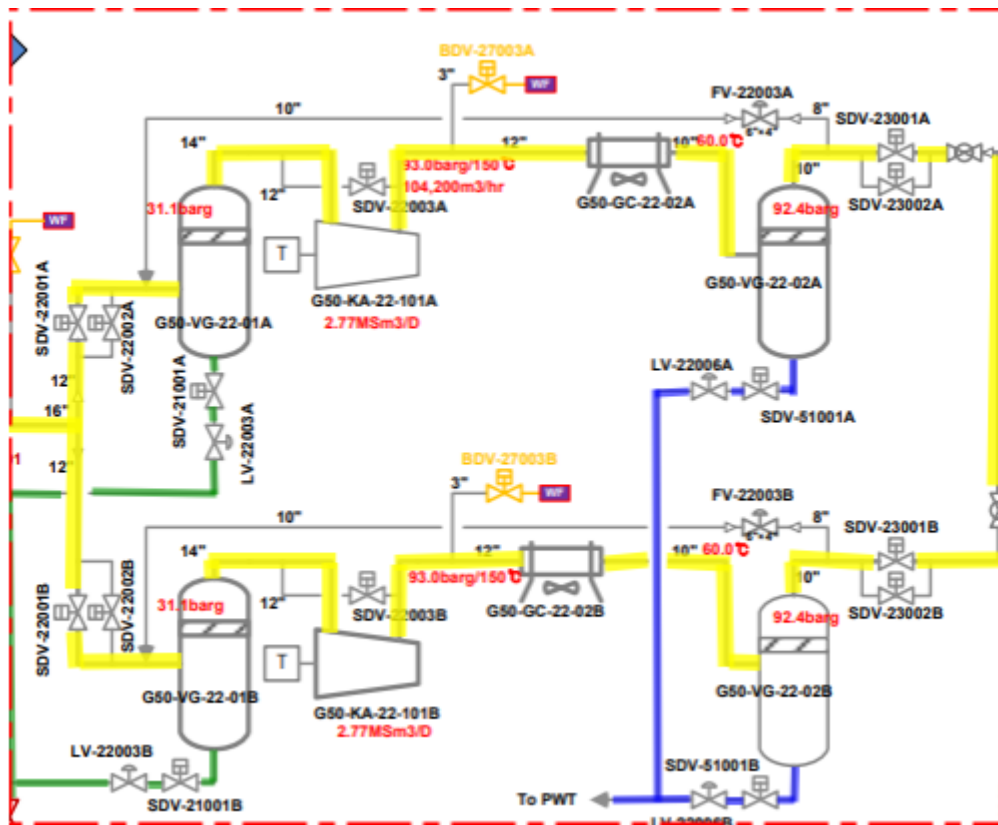 BDV-27003A
3"
WF
FV-22003A
10"
8"
SDV-23001A
6"×4"
14"
12"
10"
60.0℃
10"
93.0barg/150℃
104,200m3/hr
12"
SDV-22003A
G50-GC-22-02A
SDV-23002A
31.1barg
92.4barg
WF
T
G50-VG-22-02A
G50-KA-22-101A
2.77MSm3/D
G50-VG-22-01A
SDV-22001A
SDV-22002A
SDV-21001A
LV-22003A
12"
16"
12"
LV-22006A
SDV-51001A
BDV-27003B
3"
WF
FV-22003B
10"
8"
SDV-23001B
6"×4"
14"
12"
10"
60.0℃
10"
93.0barg/150℃
12"
SDV-22003B
G50-GC-22-02B
SDV-23002B
31.1barg
92.4barg
SDV-22001B
SDV-22002B
T
G50-VG-22-02B
G50-VG-22-01B
G50-KA-22-101B
2.77MSm3/D
LV-22003B
SDV-21001B
SDV-51001B
To PWT
LV-22006B